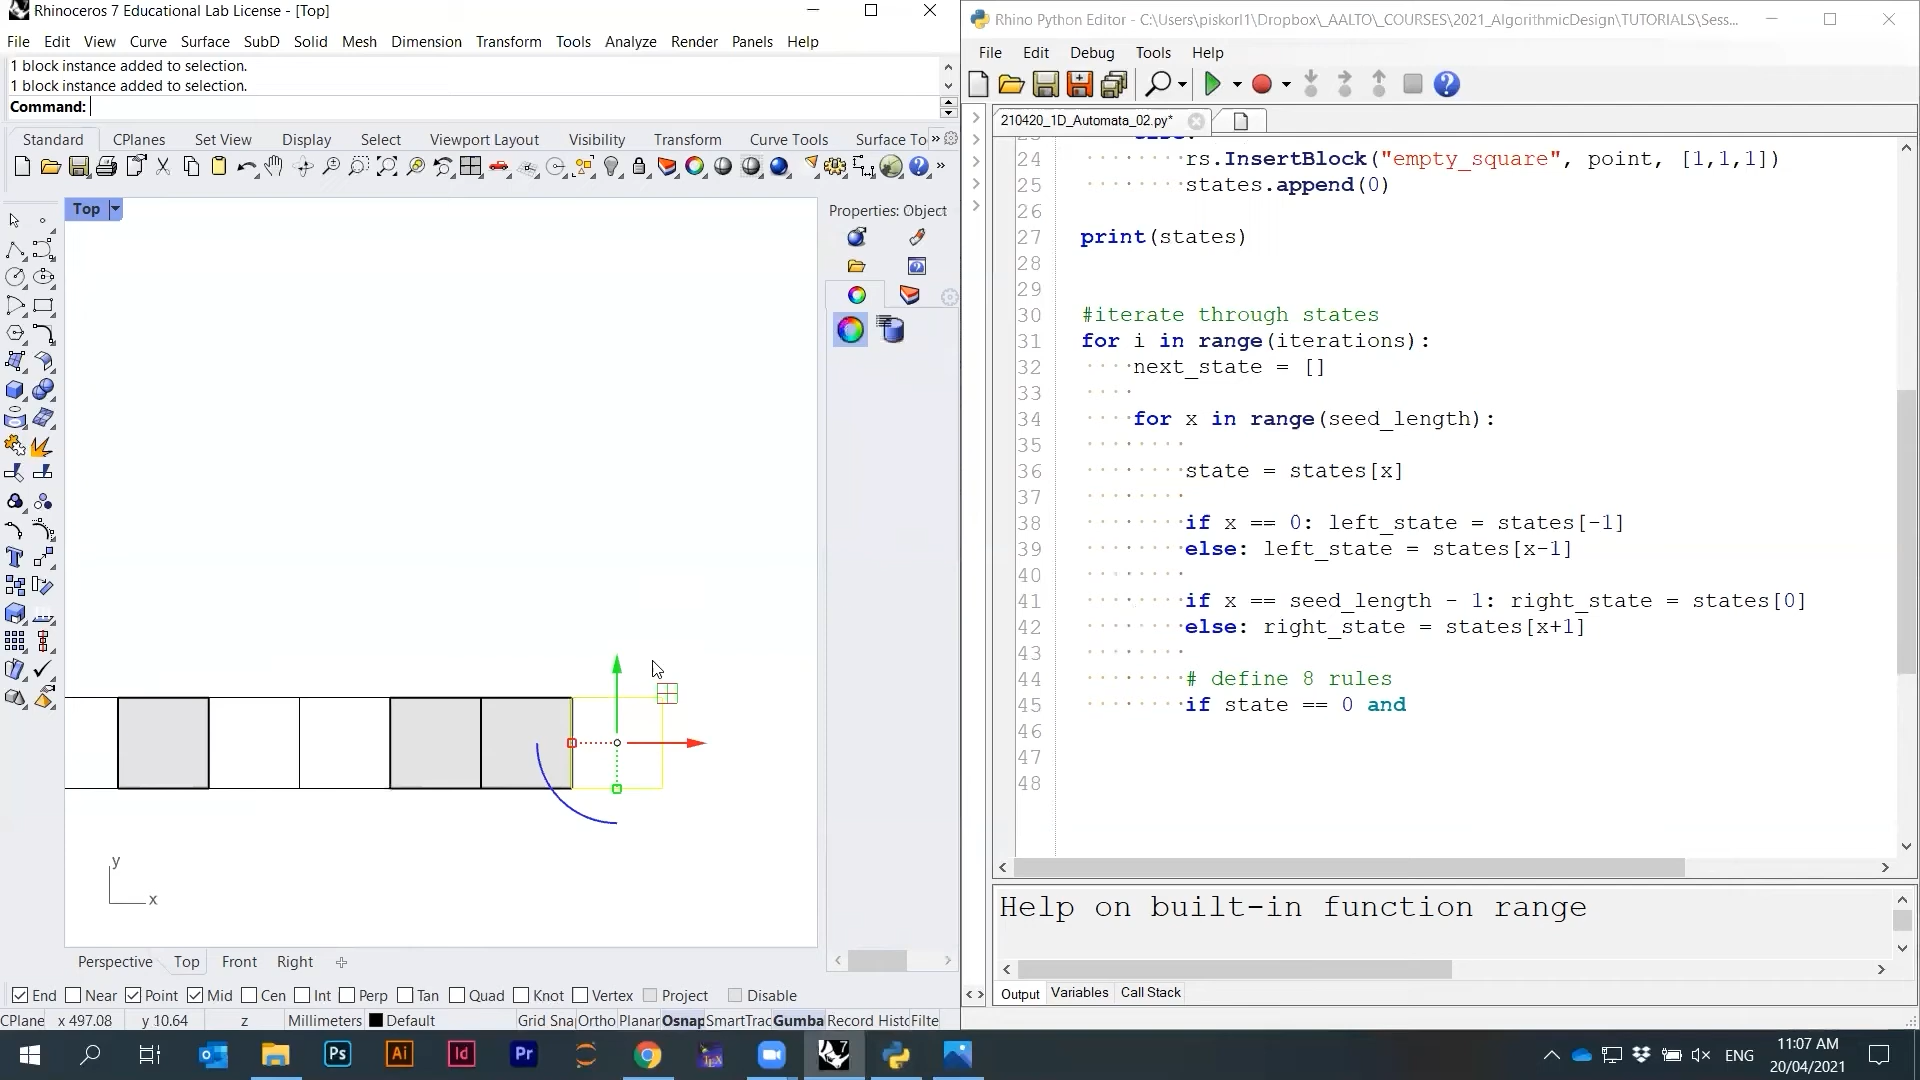 Rhinoceros 7 Educational Lab License - [Top]
File Edit View Curve Surface SubD Solid Mesh Dimension Transform Tools Analyze Render Panels Help
1 block instance added to selection.
1 block instance added to selection.
Command:
Standard CPlanes Set View Display Select Viewport Layout Visibility Transform Curve Tools Surface To
Top
Properties: Object
y
x
Perspective Top Front Right
End Near Point Mid Cen Int Perp Tan Quad Knot Vertex Project Disable
CPlane x 497.08 y 10.64 z Millimeters Default Grid Sna Ortho Planar Osnap SmartTrac Gumba Record Histo Filte
Rhino Python Editor - C:\Users\piskorl1\Dropbox\_AALTO\_COURSES\2021_AlgorithmicDesign\TUTORIALS\Sess...
File Edit Debug Tools Help
210420_1D_Automata_02.py*
24 rs.InsertBlock("empty_square", point, [1,1,1])
25 states.append(0)
26
27 print(states)
28
29
30 #iterate through states
31 for i in range(iterations):
32 next_state = []
33
34 for x in range(seed_length):
35
36 state = states[x]
37
38 if x == 0: left_state = states[-1]
39 else: left_state = states[x-1]
40
41 if x == seed_length - 1: right_state = states[0]
42 else: right_state = states[x+1]
43
44 # define 8 rules
45 if state == 0 and
46
47
48
Help on built-in function range
Output Variables Call Stack
Ps Ai Id Pr
ENG
11:07 AM
20/04/2021